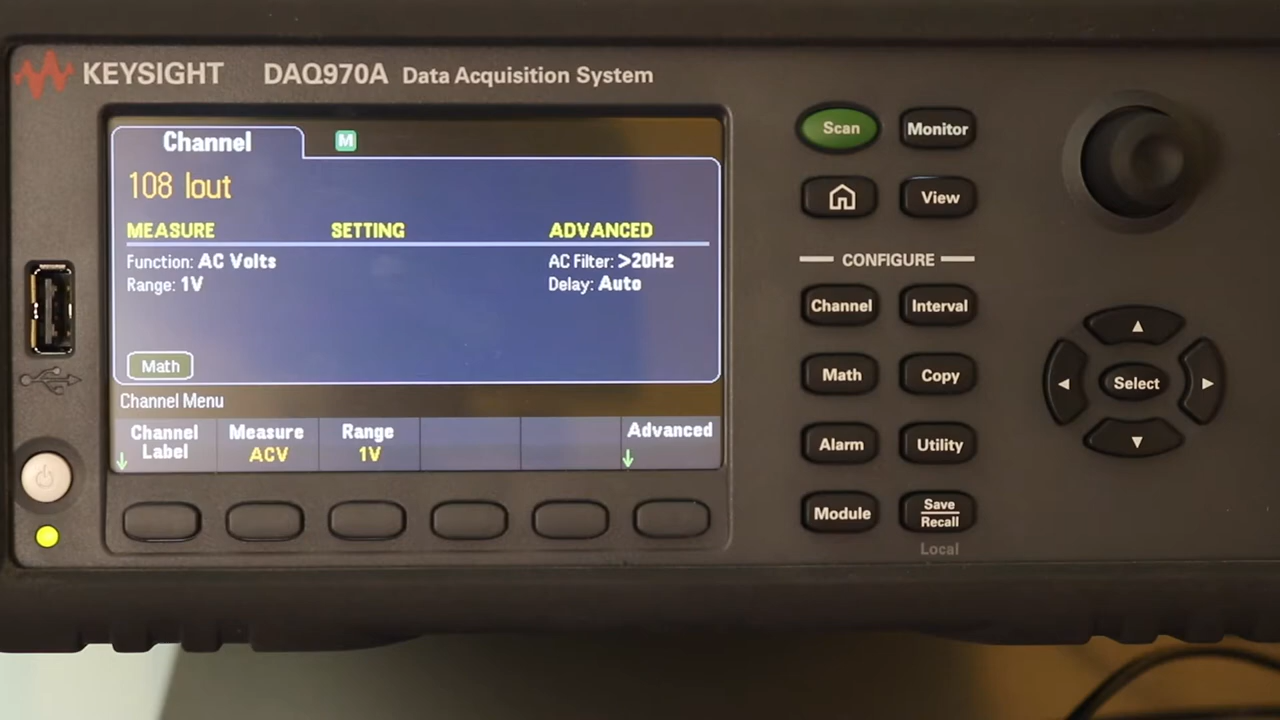 KEYSIGHT DAQ970A Data Acquisition System
Channel M
108 Iout
MEASURE SETTING ADVANCED
Function: AC Volts AC Filter: >20Hz
Range: 1V Delay: Auto
Math
Channel Menu
Channel Label Measure ACV Range 1V Advanced
Scan Monitor
View
CONFIGURE
Channel Interval
Math Copy
Select
Alarm Utility
Module Save Recall
Local